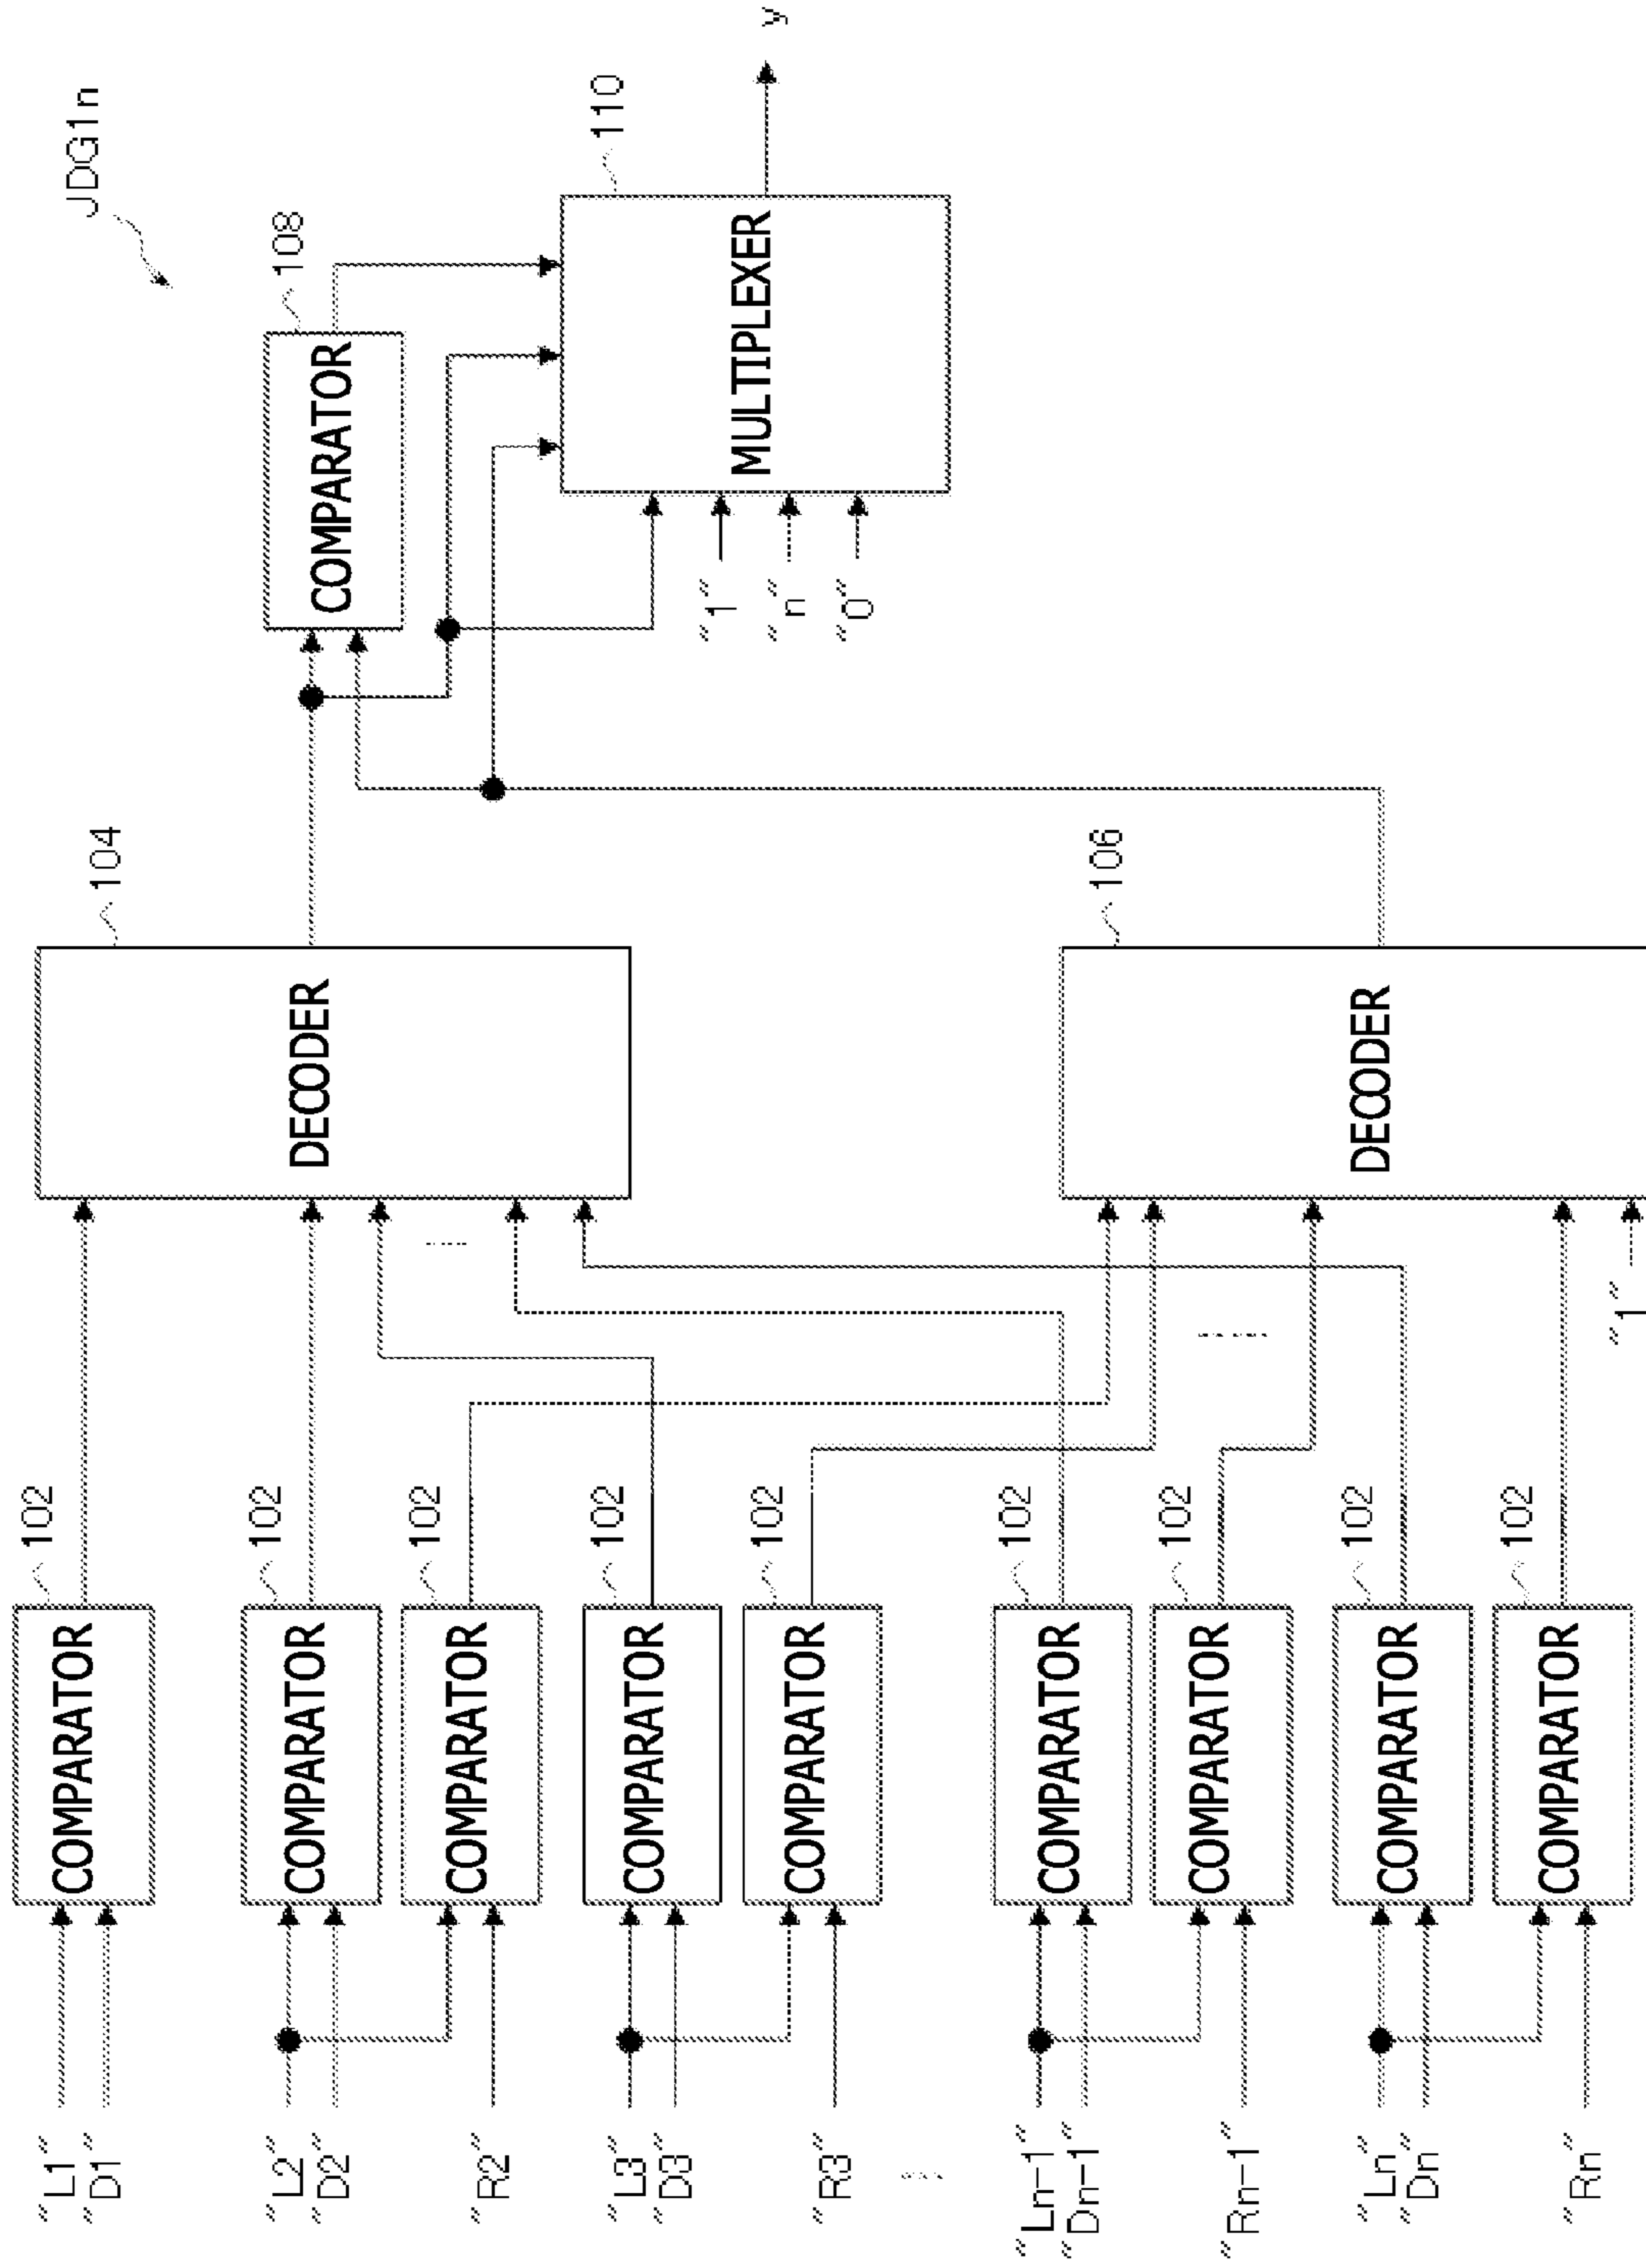 JDG1n
"L1"
"D1"
102
COMPARATOR
"L2"
"D2"
102
COMPARATOR
"R2"
102
COMPARATOR
"L3"
"D3"
102
COMPARATOR
"R3"
102
COMPARATOR
"Ln-1"
"Dn-1"
102
COMPARATOR
"Rn-1"
102
COMPARATOR
"Ln"
"Dn"
102
COMPARATOR
"Rn"
102
COMPARATOR
104
DECODER
106
DECODER
"1"
108
COMPARATOR
110
MULTIPLEXER
"1"
"n"
"0"
y